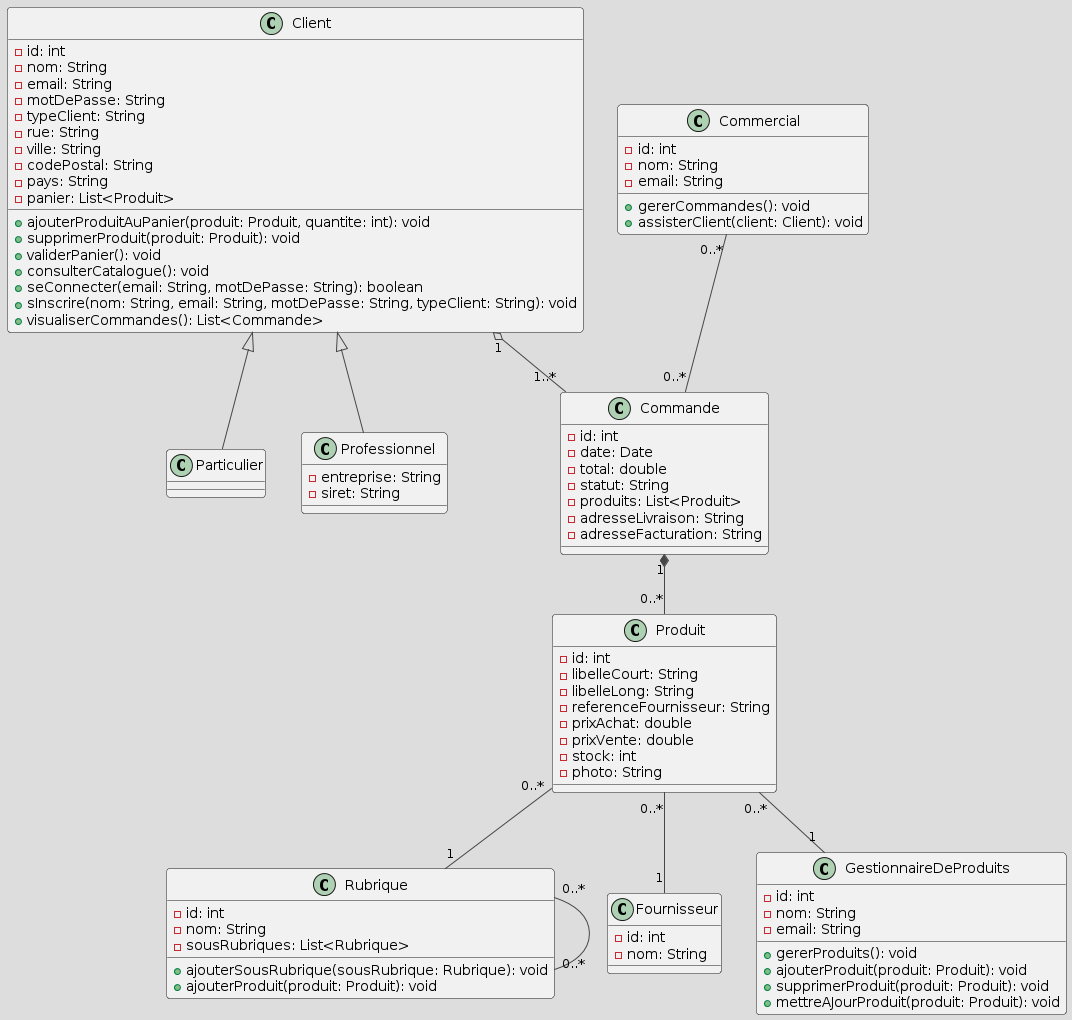 C Client
id: int
nom: String
email: String
motDePasse: String
typeClient: String
rue: String
ville: String
codePostal: String
pays: String
panier: List<Produit>
ajouterProduitAuPanier(produit: Produit, quantite: int): void
supprimerProduit(produit: Produit): void
validerPanier(): void
consulterCatalogue(): void
seConnecter(email: String, motDePasse: String): boolean
sInscrire(nom: String, email: String, motDePasse: String, typeClient: String): void
visualiserCommandes(): List<Commande>
C Commercial
id: int
nom: String
email: String
gererCommandes(): void
assisterClient(client: Client): void
0..*
1
1..*
0..*
C Particulier
C Professionnel
entreprise: String
siret: String
C Commande
id: int
date: Date
total: double
statut: String
produits: List<Produit>
adresseLivraison: String
adresseFacturation: String
1
0..*
C Produit
id: int
libelleCourt: String
libelleLong: String
referenceFournisseur: String
prixAchat: double
prixVente: double
stock: int
photo: String
0..*
0..*
0..*
1
1
1
C Rubrique
id: int
nom: String
sousRubriques: List<Rubrique>
ajouterSousRubrique(sousRubrique: Rubrique): void
ajouterProduit(produit: Produit): void
0..*
0..*
C Fournisseur
id: int
nom: String
C GestionnaireDeProduits
id: int
nom: String
email: String
gererProduits(): void
ajouterProduit(produit: Produit): void
supprimerProduit(produit: Produit): void
mettreAJourProduit(produit: Produit): void